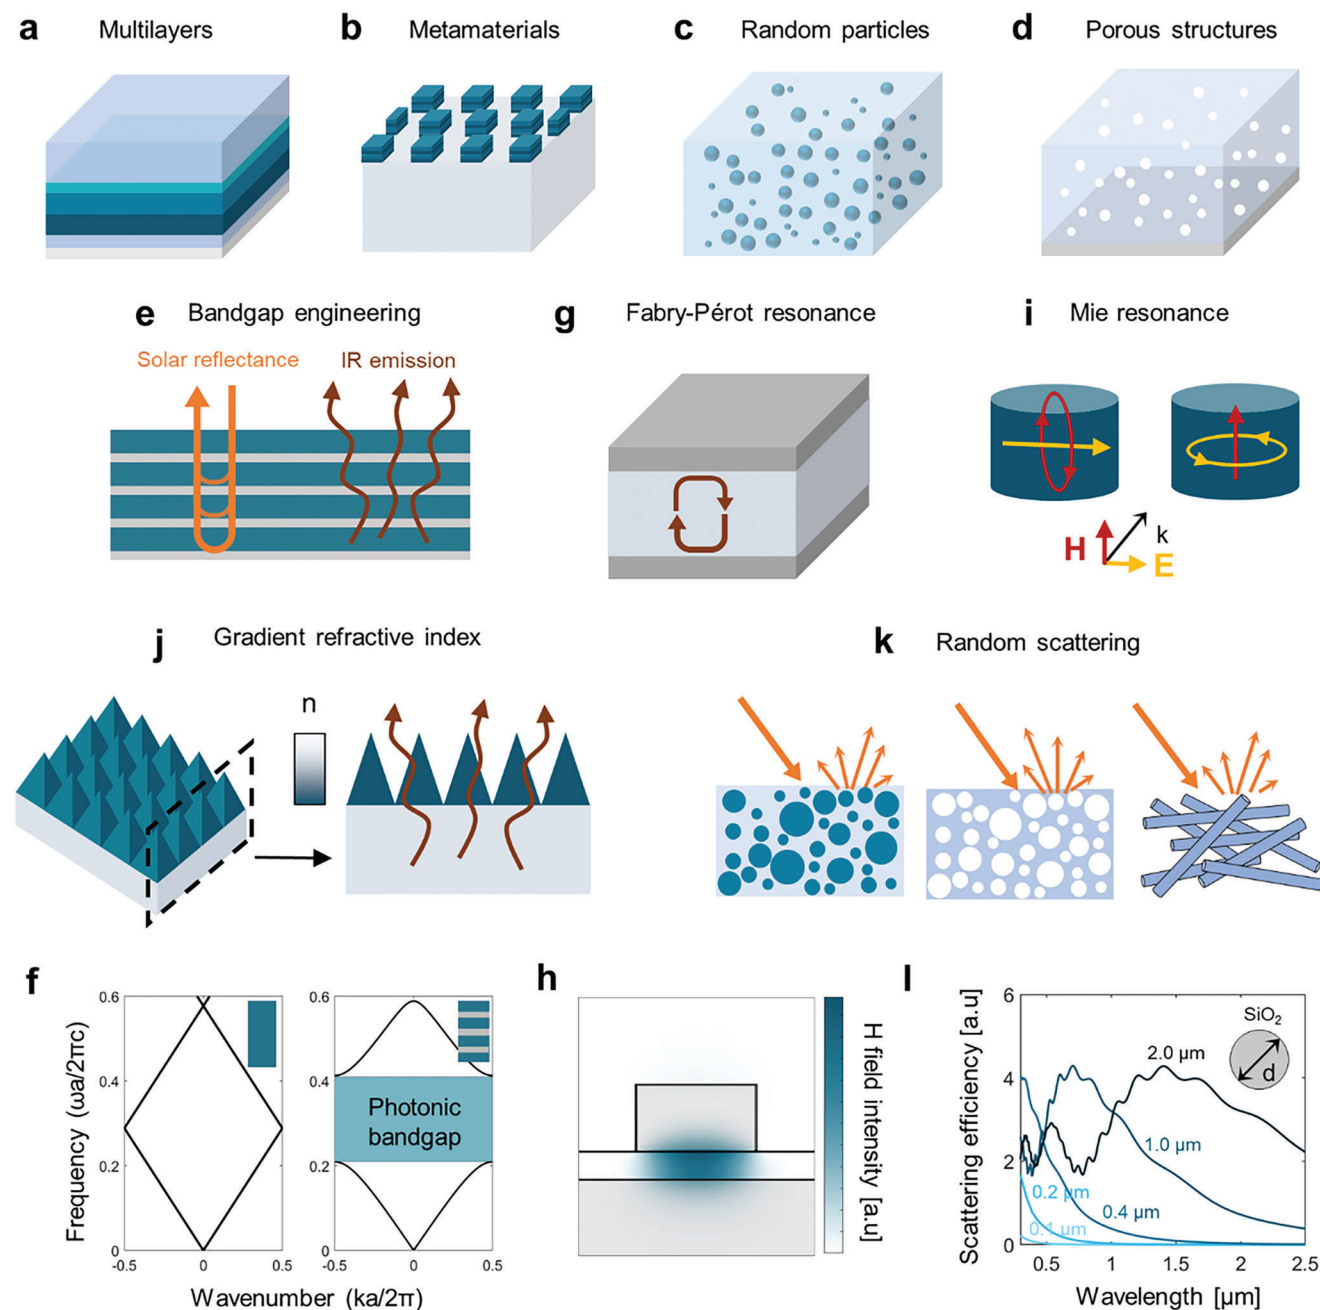 a Multilayers
b Metamaterials
c Random particles
d Porous structures
e Bandgap engineering
Solar reflectance
IR emission
g Fabry-Pérot resonance
i Mie resonance
k
H
E
j Gradient refractive index
n
k Random scattering
f
Frequency (ωa/2πc)
0.6
0.4
0.2
0
-0.5
0
0.5
0.6
0.4
0.2
0
-0.5
0
0.5
Photonic
bandgap
Wavenumber (ka/2π)
h
H field intensity [a.u]
l
Scattering efficiency [a.u]
6
4
2
0
SiO₂
d
2.0 µm
1.0 µm
0.2 µm
0.4 µm
0.1 µm
0.5
1
1.5
2
2.5
Wavelength [µm]